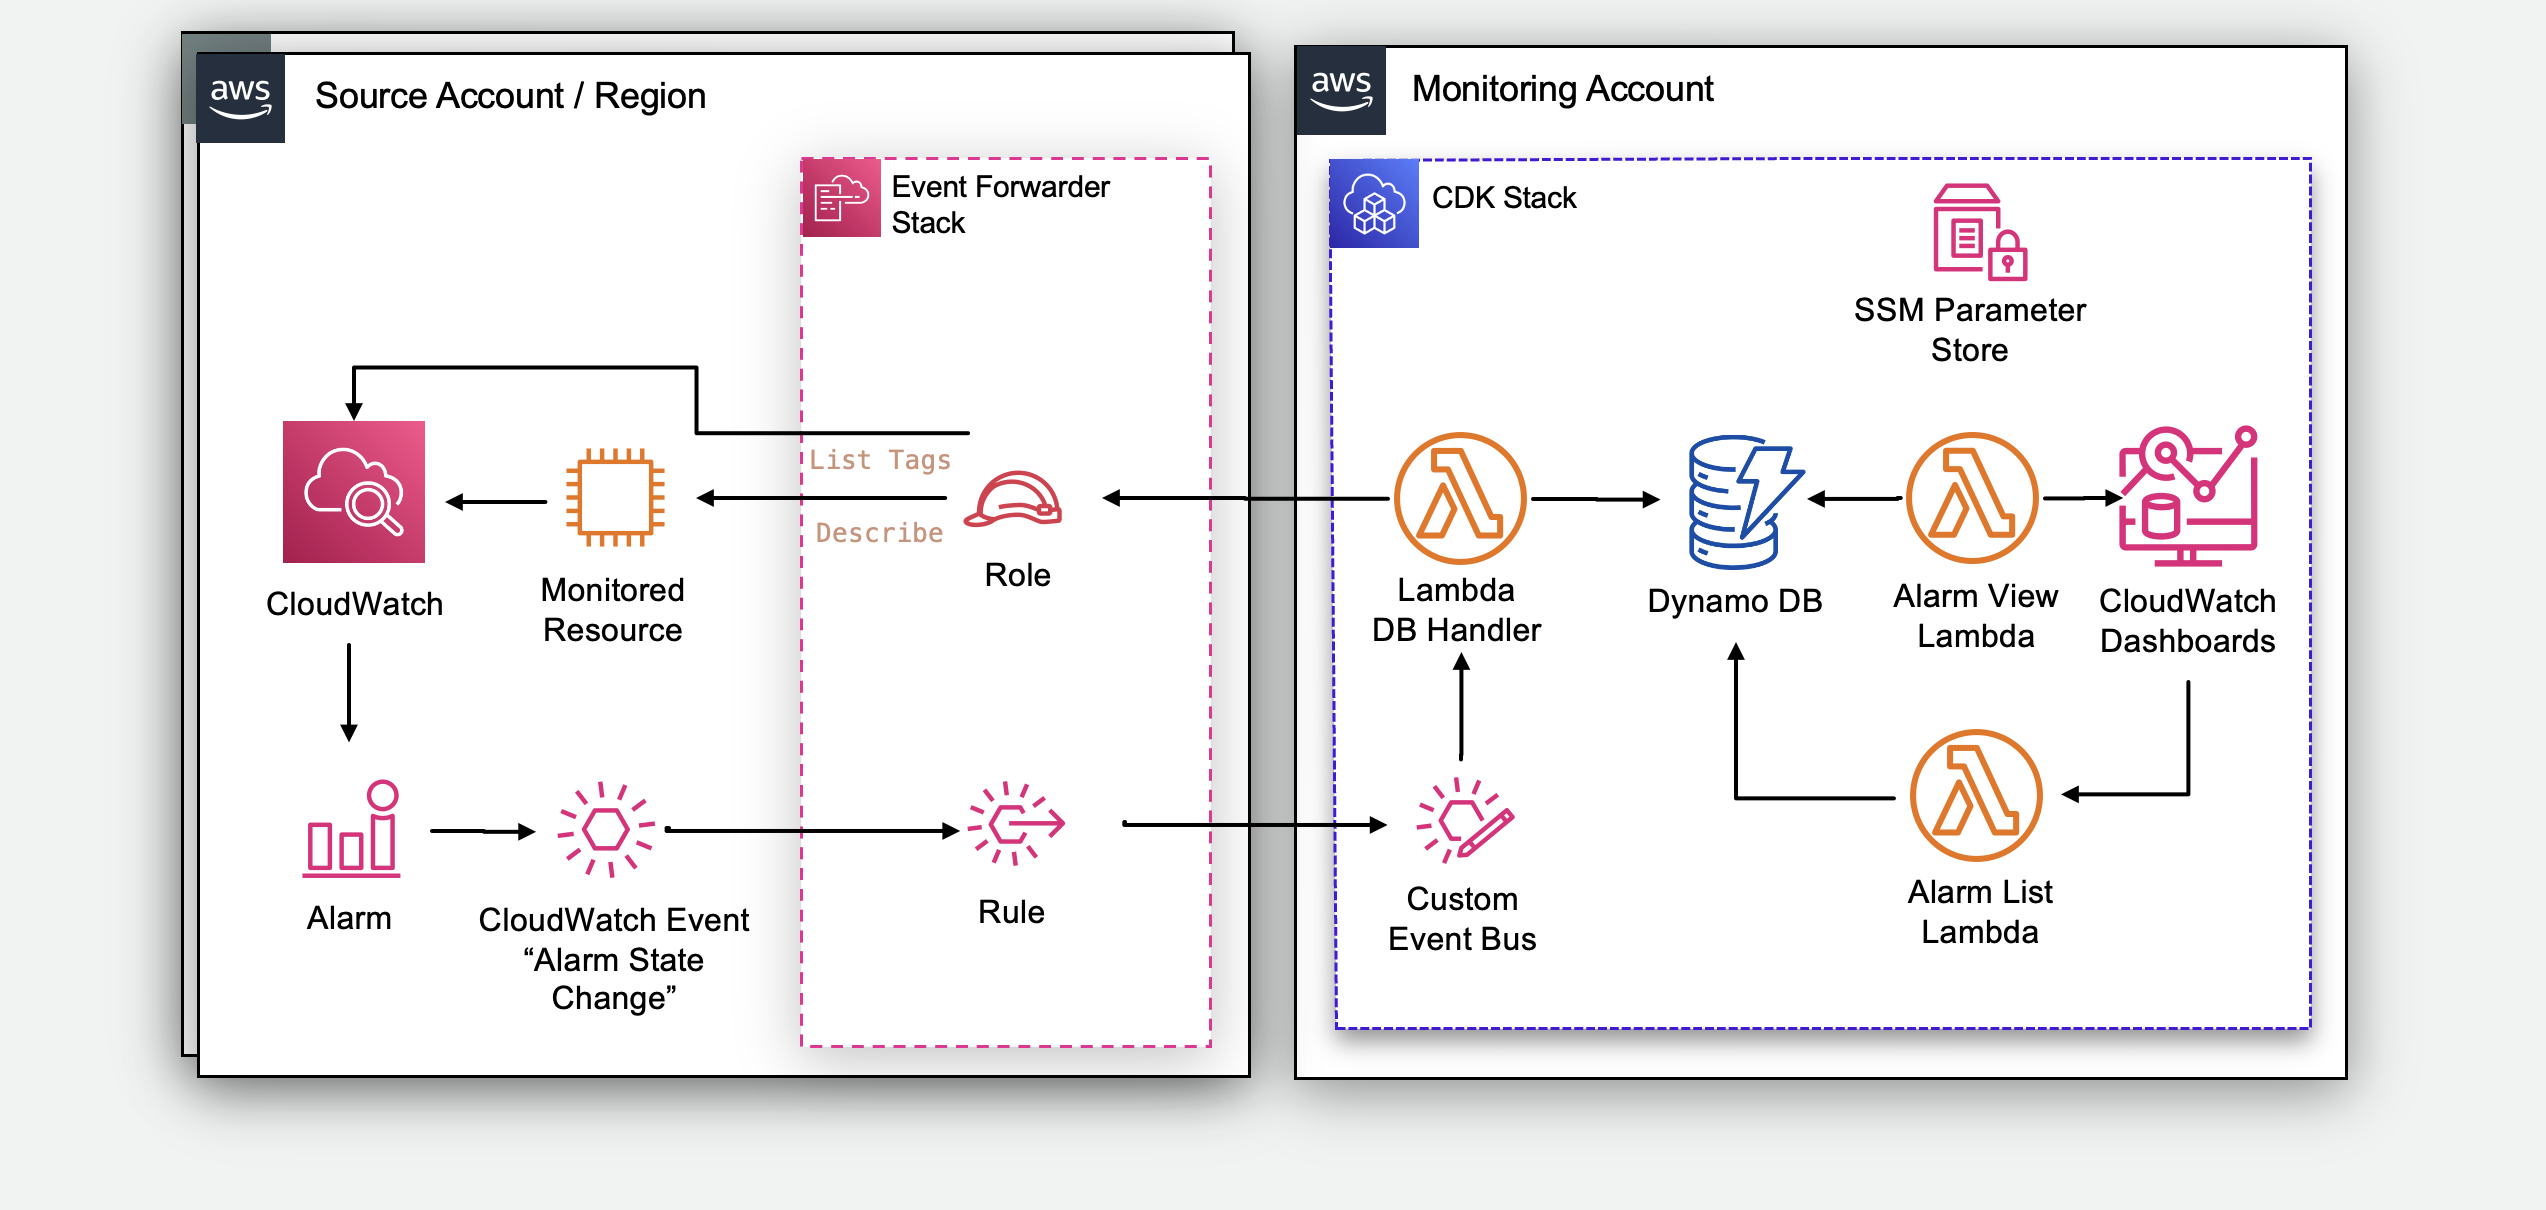 aws
Source Account / Region
Event Forwarder
Stack
List Tags
Describe
Role
CloudWatch
Monitored
Resource
Alarm
CloudWatch Event
“Alarm State
Change”
Rule
aws
Monitoring Account
CDK Stack
SSM Parameter
Store
Lambda
DB Handler
Dynamo DB
Alarm View
Lambda
CloudWatch
Dashboards
Custom
Event Bus
Alarm List
Lambda